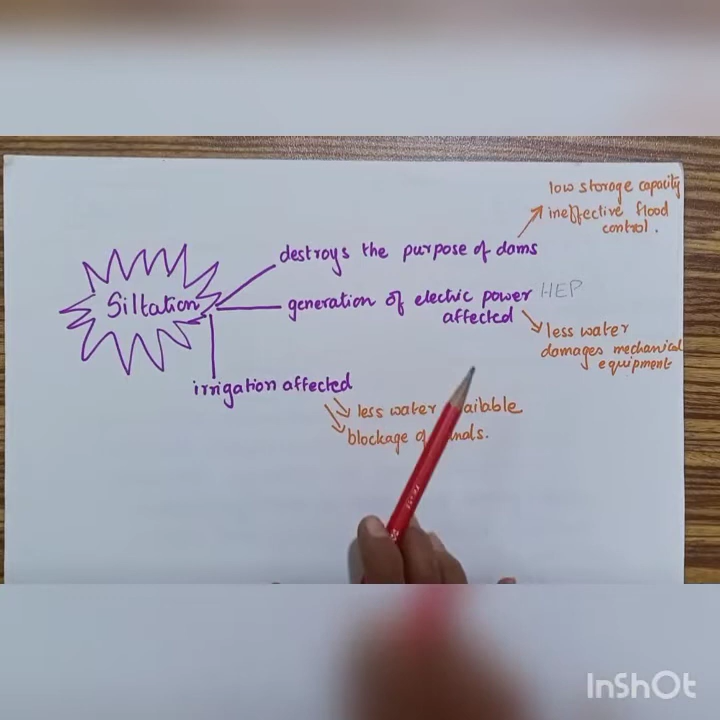 low storage capacity
ineffective flood
control.
destroys the purpose of dams
Siltation
generation of electric power HEP
affected
less water
damages mechanical
equipment
irrigation affected
less water
blockage
InShOt